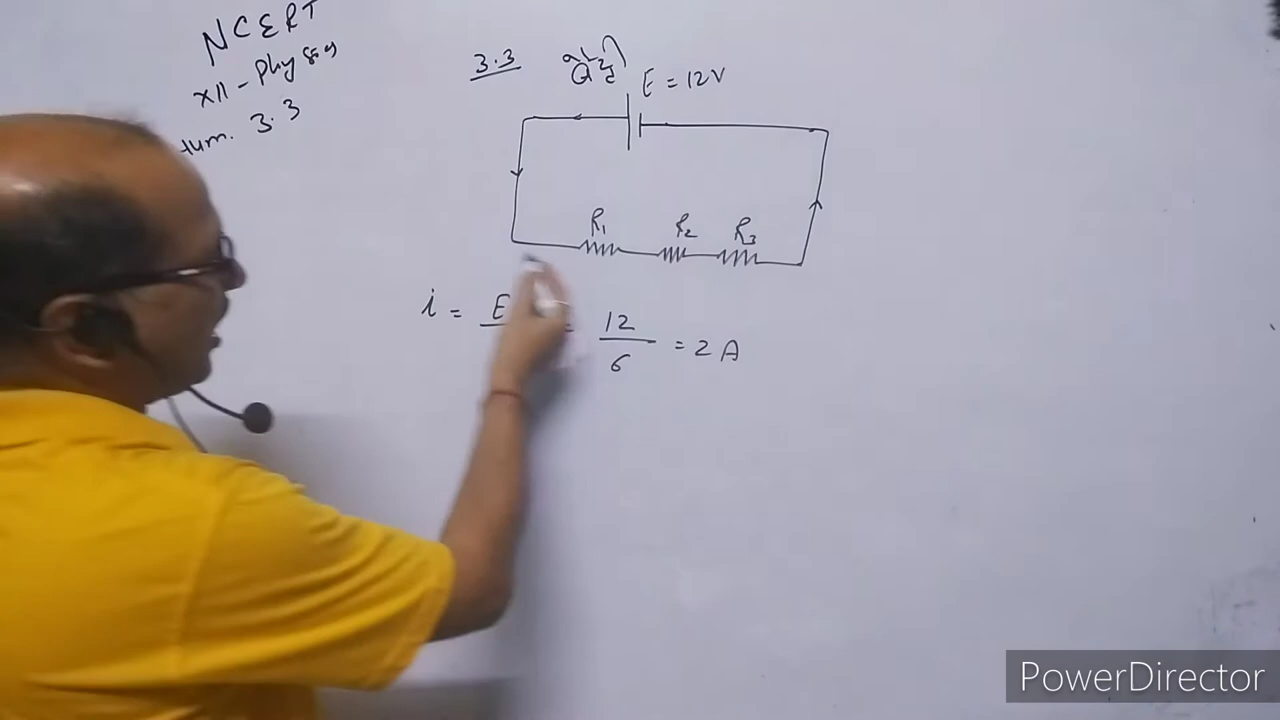 NCERT
XII - Physics
Num. 3.3
3.3
E = 12V
R₁ R₂ R₃
i = E = 12/6 = 2 A
PowerDirector